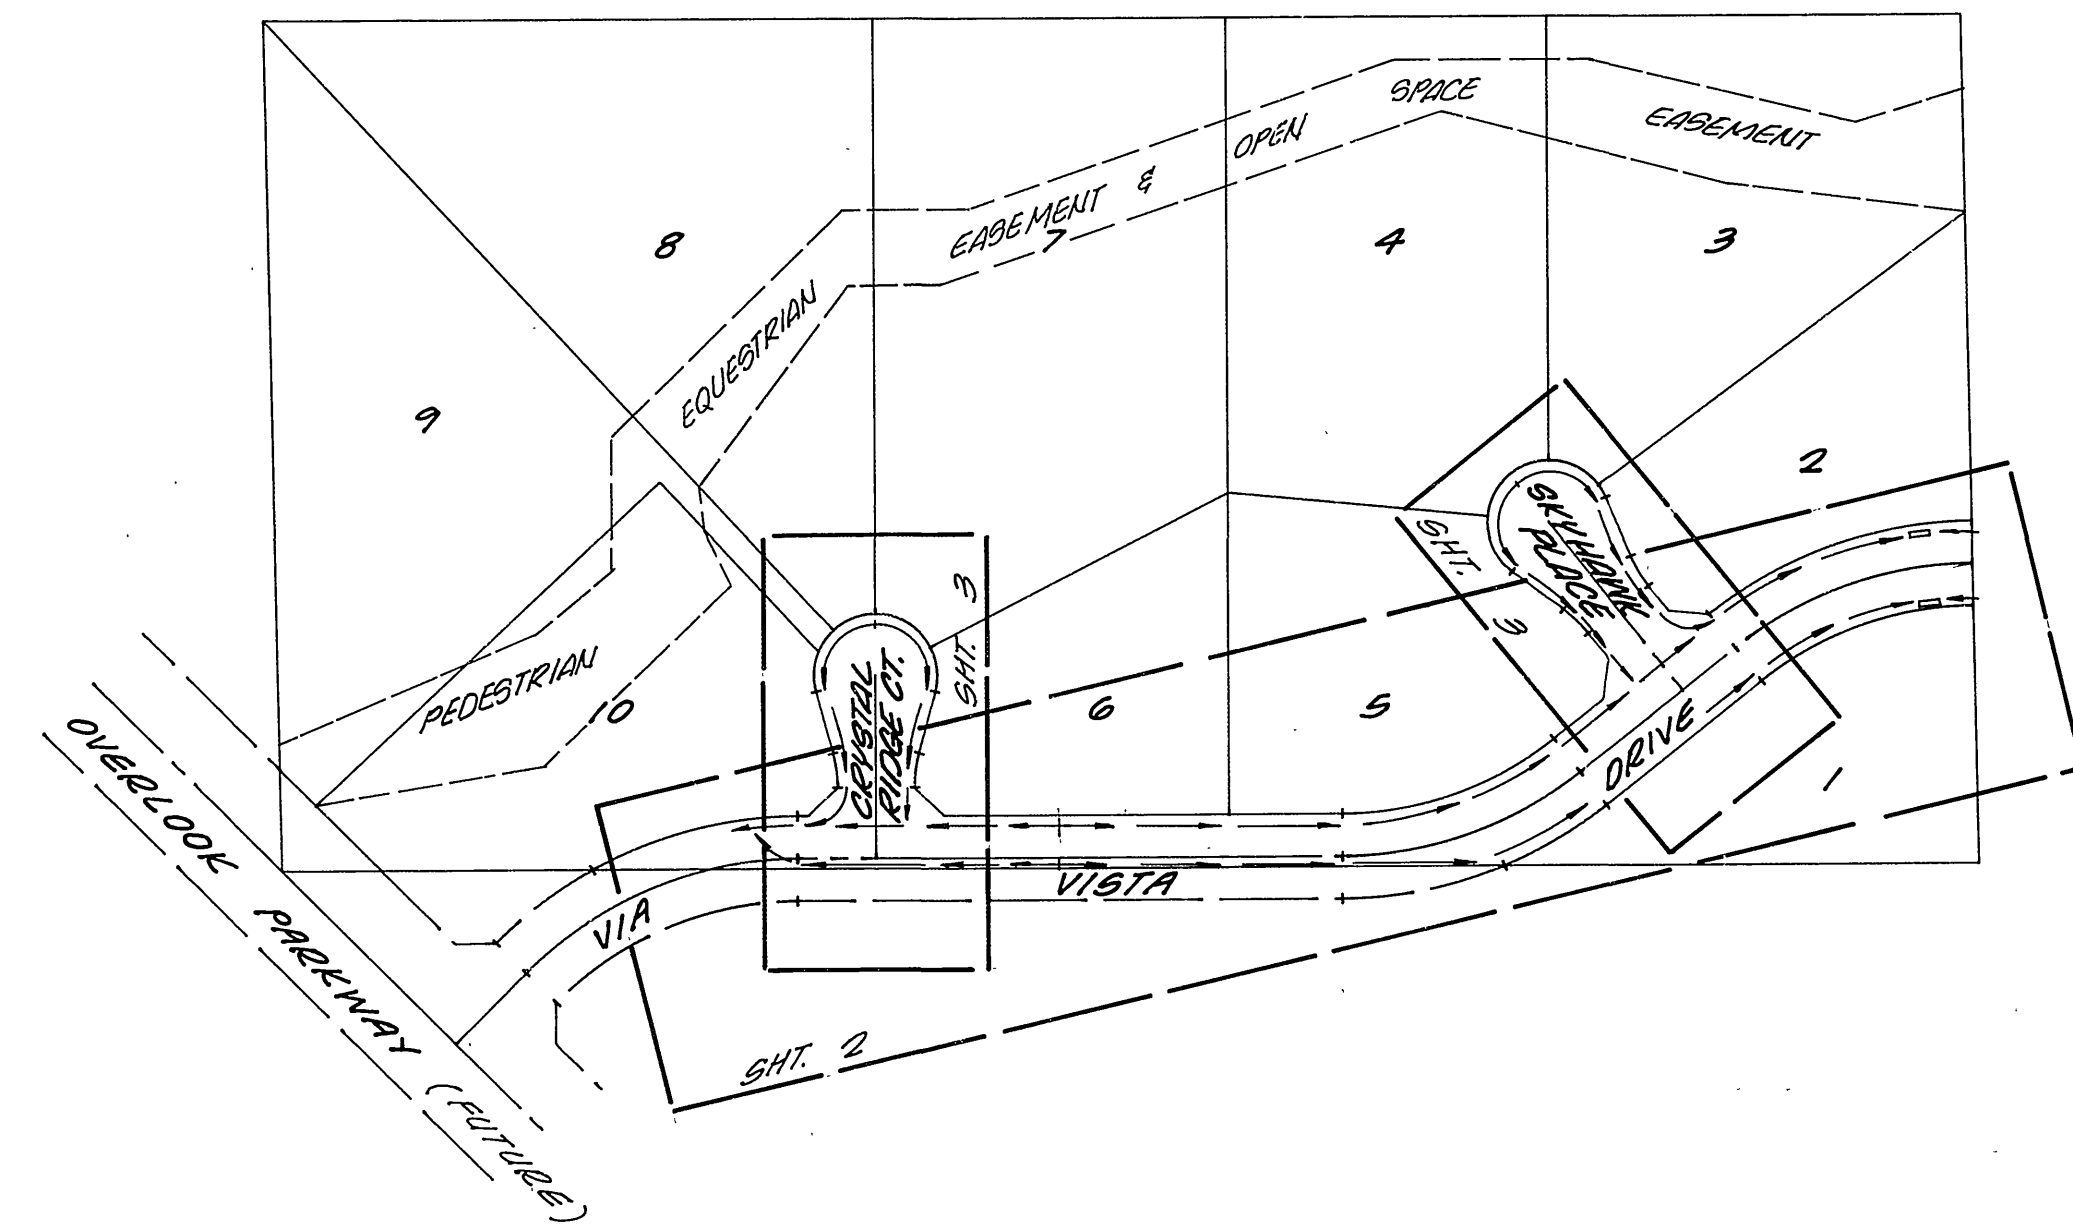 SPACE
EASEMENT
OPEN
EASEMENT &
EQUESTRIAN
PEDESTRIAN
8
7
4
3
9
2
10
6
5
1
SKYHAWK
PLACE
SHT. 3
CRYSTAL
RIDGE CT.
SHT. 3
VIA VISTA DRIVE
SHT. 2
OVERLOOK PARKWAY (FUTURE)